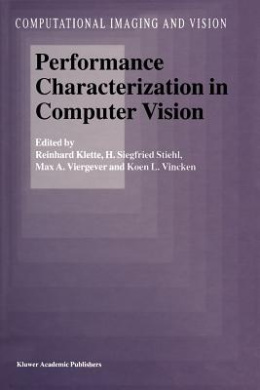 COMPUTATIONAL IMAGING AND VISION
Performance
Characterization in
Computer Vision
Edited by
Reinhard Klette, H. Siegfried Stiehl,
Max A. Viergever and Koen L. Vincken
Kluwer Academic Publishers